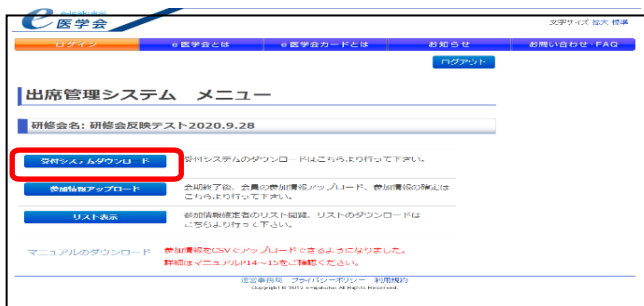 e医学会
文字サイズ 拡大 標準
ログイン
e医学会とは
e医学会カードとは
お知らせ
お問い合わせ・FAQ
ログアウト
出席管理システム メニュー
研修会名: 研修会反映テスト2020.9.28
受付システムダウンロード
受付システムのダウンロードはこちらより行って下さい。
参加情報アップロード
会期終了後、会員の参加情報アップロード、参加情報の確定は
こちらより行って下さい。
リスト表示
参加情報確定者のリスト閲覧、リストのダウンロードは
こちらより行って下さい。
マニュアルのダウンロード
参加情報をCSVでアップロードできるようになりました。
詳細はマニュアルP14～15をご確認ください。
運営事務局 プライバシーポリシー 利用規約
Copyright © 2012 e-igakukai All Rights Reserved.